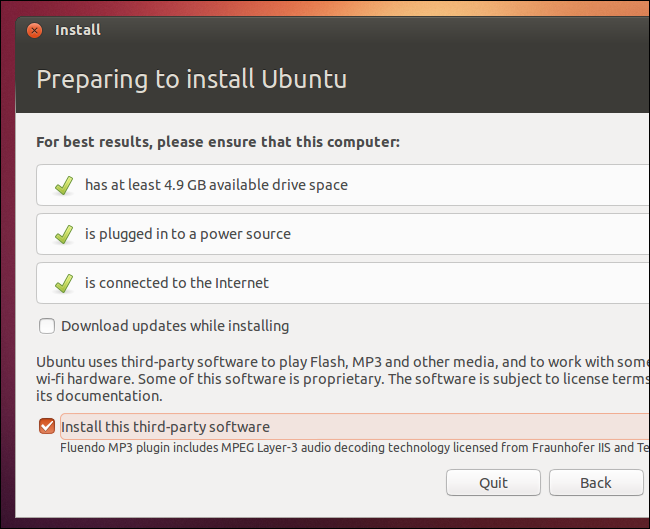 Install
Preparing to install Ubuntu
For best results, please ensure that this computer:
has at least 4.9 GB available drive space
is plugged in to a power source
is connected to the Internet
Download updates while installing
Ubuntu uses third-party software to play Flash, MP3 and other media, and to work with some
wi-fi hardware. Some of this software is proprietary. The software is subject to license terms
its documentation.
Install this third-party software
Fluendo MP3 plugin includes MPEG Layer-3 audio decoding technology licensed from Fraunhofer IIS and Te
Quit
Back